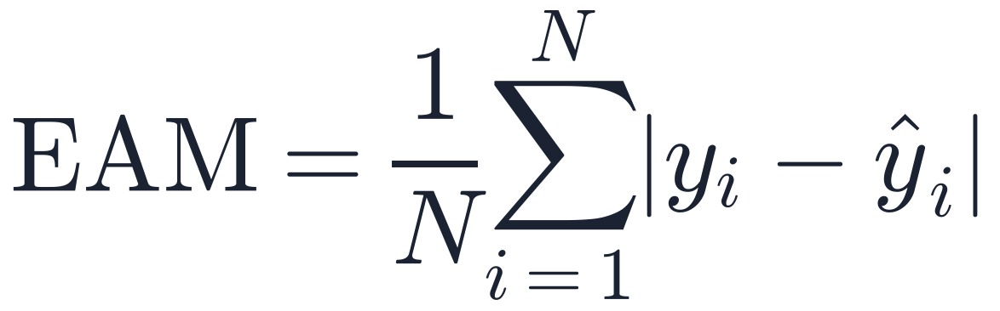 EAM = \frac{1}{N} \sum_{i=1}^{N} |y_i - \hat{y}_i|